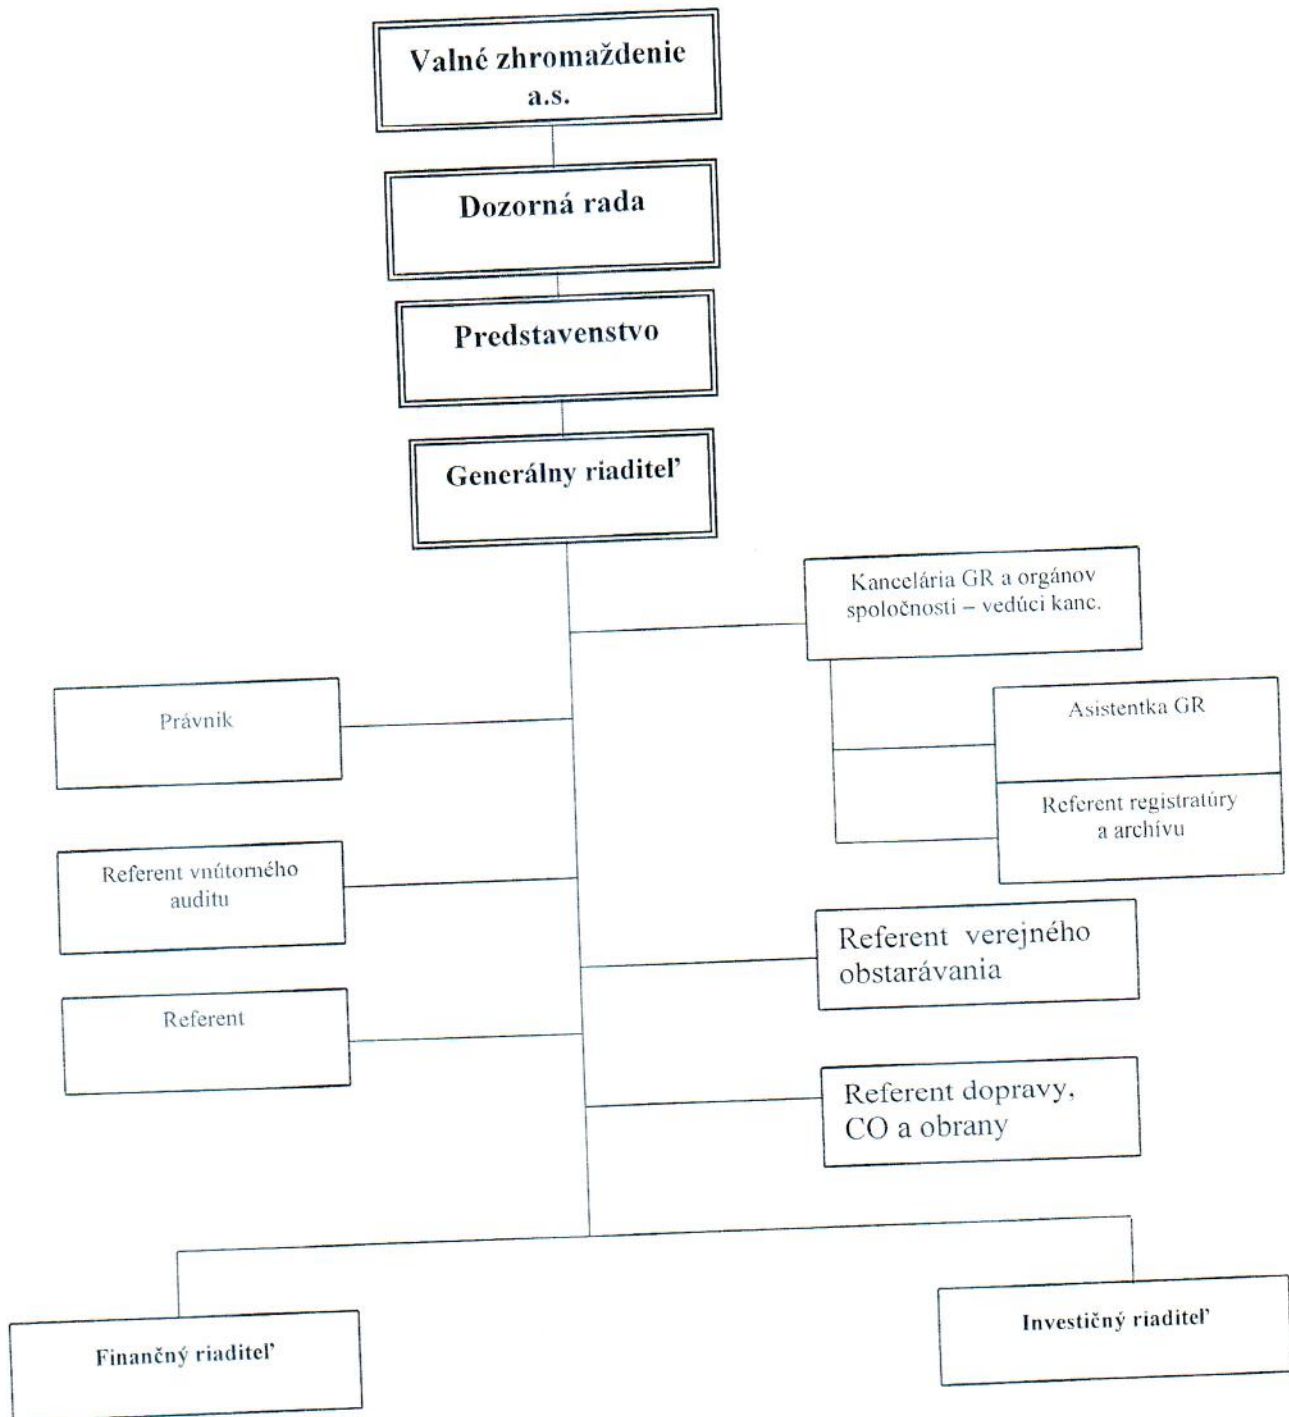 Valné zhromaždenie
a.s.
Dozorná rada
Predstavenstvo
Generálny riaditeľ
Kancelária GR a orgánov
spoločnosti – vedúci kanc.
Právnik
Asistentka GR
Referent registratúry
a archívu
Referent vnútorného
auditu
Referent verejného
obstarávania
Referent
Referent dopravy,
CO a obrany
Finančný riaditeľ
Investičný riaditeľ